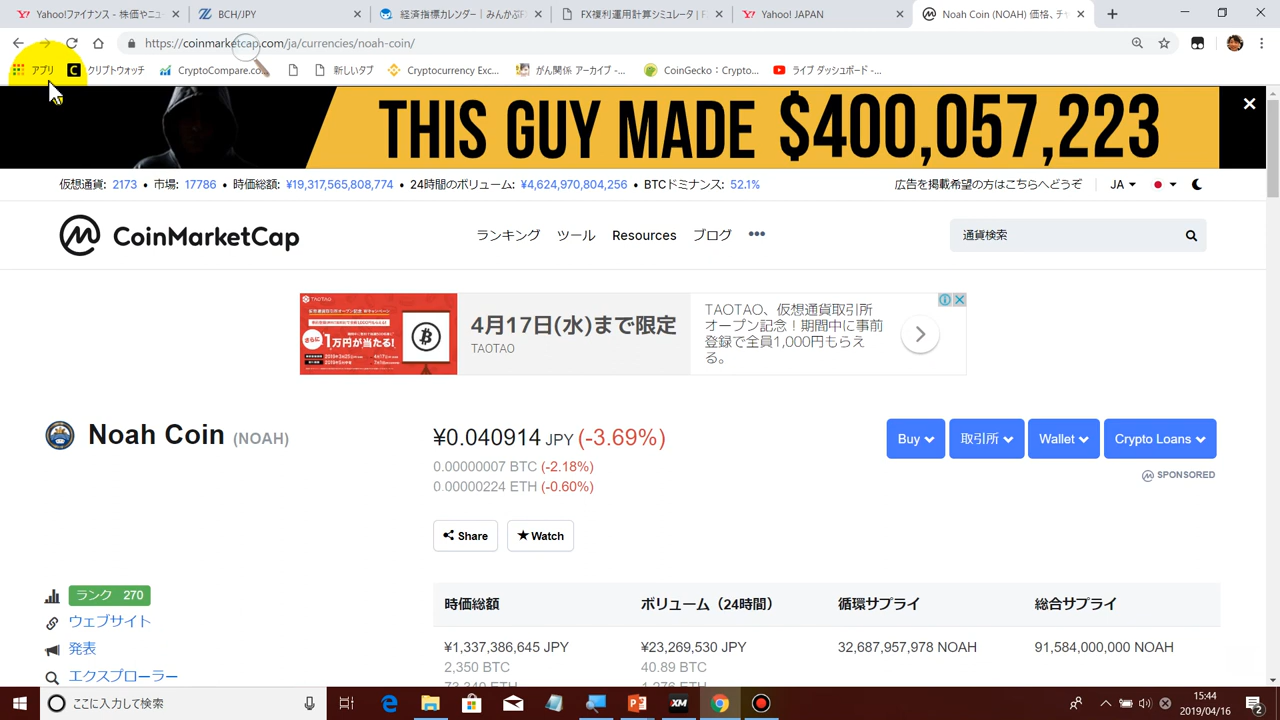 Yahoo!ファイナンス - 株価やニュ
BCH/JPY
経済指標カレンダー | みんかぶF
FX複利運用計算シミュレータ | F
Yahoo! JAPAN
Noah Coin (NOAH) 価格、チャ
https://coinmarketcap.com/ja/currencies/noah-coin/
アプリ
クリプトウォッチ
CryptoCompare.co
新しいタブ
Cryptocurrency Exc...
がん関係 アーカイブ -...
CoinGecko：Crypto...
ライブ ダッシュボード -...
THIS GUY MADE $400,057,223
仮想通貨: 2173 • 市場: 17786 • 時価総額: ¥19,317,565,808,774 • 24時間のボリューム: ¥4,624,970,804,256 • BTCドミナンス: 52.1%
広告を掲載希望の方はこちらへどうぞ
JA
CoinMarketCap
ランキング ツール Resources ブログ •••
通貨検索
TAOTAO
さらに1万円が当たる!
4月17日(水)まで限定
TAOTAO
TAOTAO、仮想通貨取引所
オープン記念！期間中に事前
登録で全員1,000円もらえ
る。
Noah Coin (NOAH)
¥0.040914 JPY (-3.69%)
0.00000007 BTC (-2.18%)
0.00000224 ETH (-0.60%)
Buy
取引所
Wallet
Crypto Loans
SPONSORED
Share
Watch
ランク 270
ウェブサイト
発表
エクスプローラー
時価総額 ボリューム（24時間） 循環サプライ 総合サプライ
¥1,337,386,645 JPY ¥23,269,530 JPY 32,687,957,978 NOAH 91,584,000,000 NOAH
2,350 BTC 40.89 BTC
73,340 ETH 1,276 ETH
ここに入力して検索
XM
15:44
2019/04/16
2